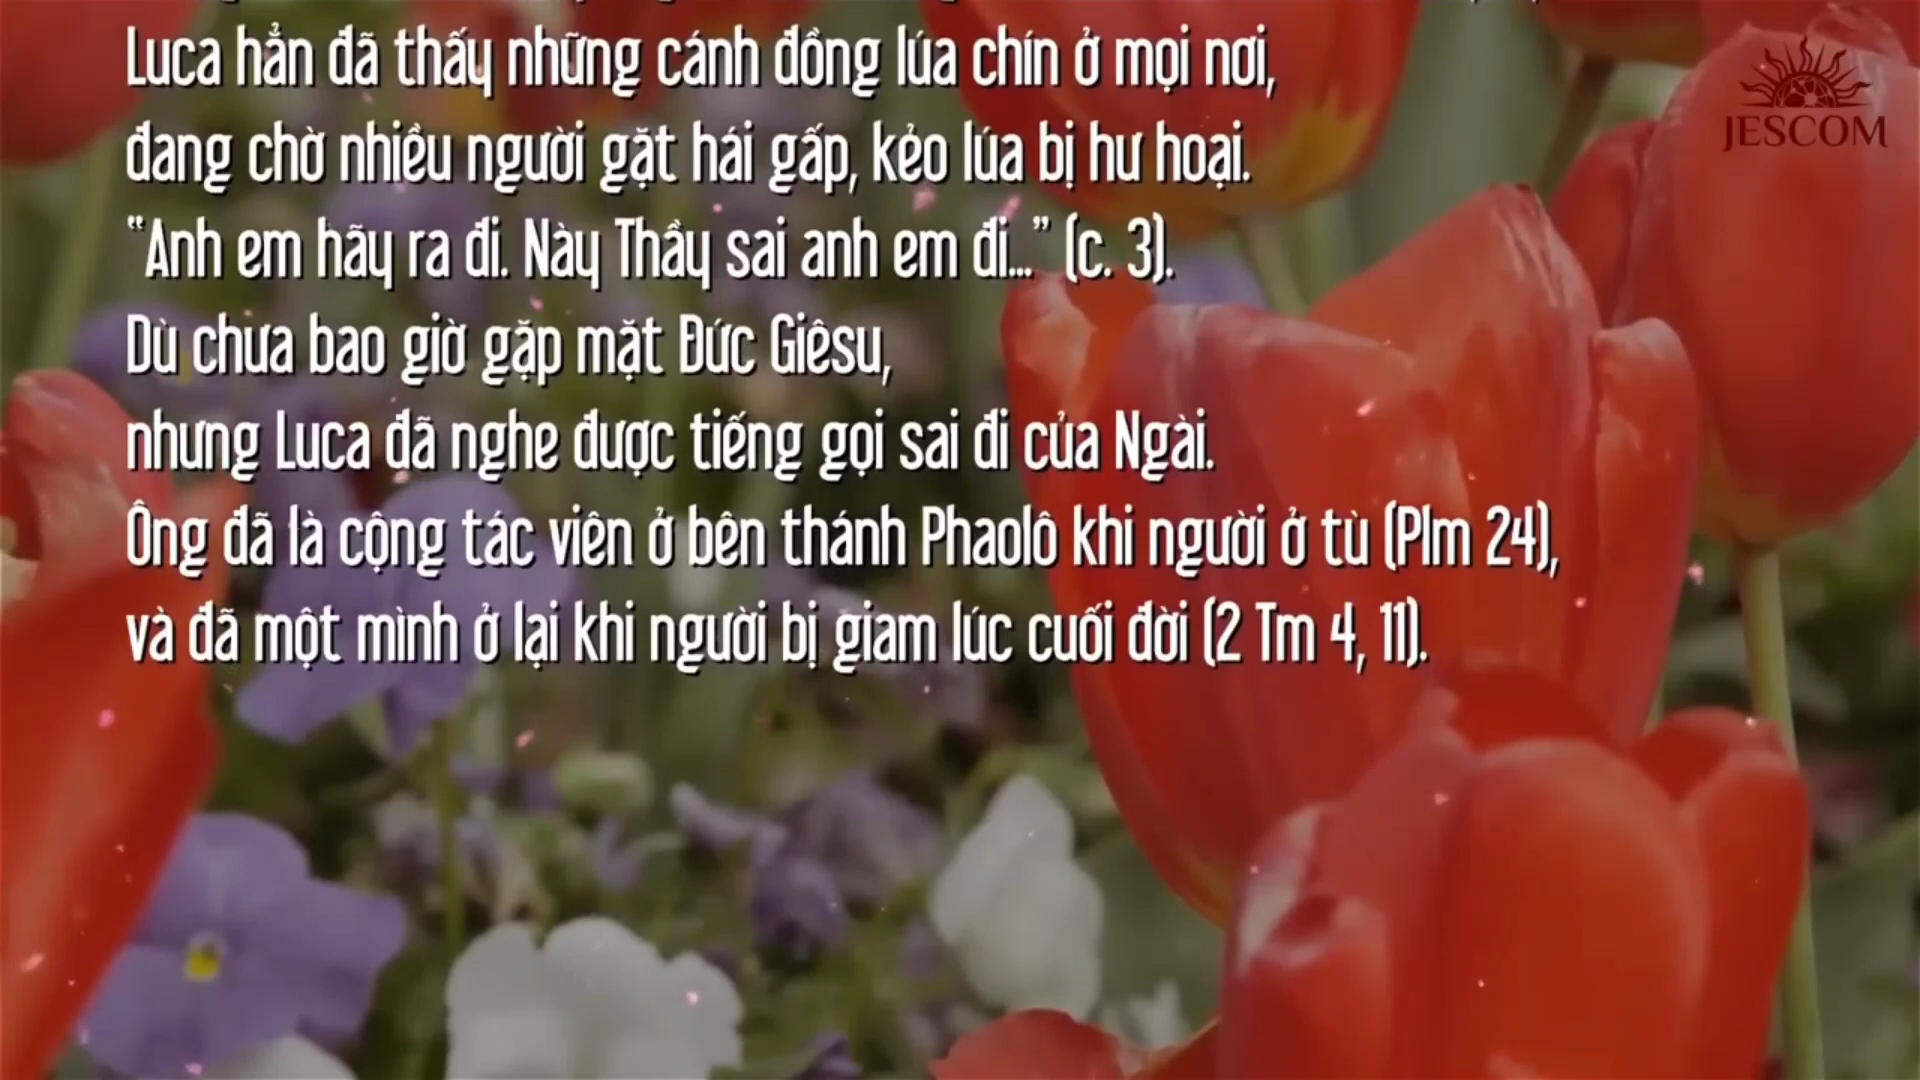 Luca hẳn đã thấy những cánh đồng lúa chín ở mọi nơi,
đang chờ nhiều người gặt hái gấp, kẻo lúa bị hư hoại.
“Anh em hãy ra đi. Này Thầy sai anh em đi...” (c. 3).
Dù chưa bao giờ gặp mặt Đức Giêsu,
nhưng Luca đã nghe được tiếng gọi sai đi của Ngài.
Ông đã là cộng tác viên ở bên thánh Phaolô khi người ở tù (Plm 24),
và đã một mình ở lại khi người bị giam lúc cuối đời (2 Tm 4, 11).
JESCOM